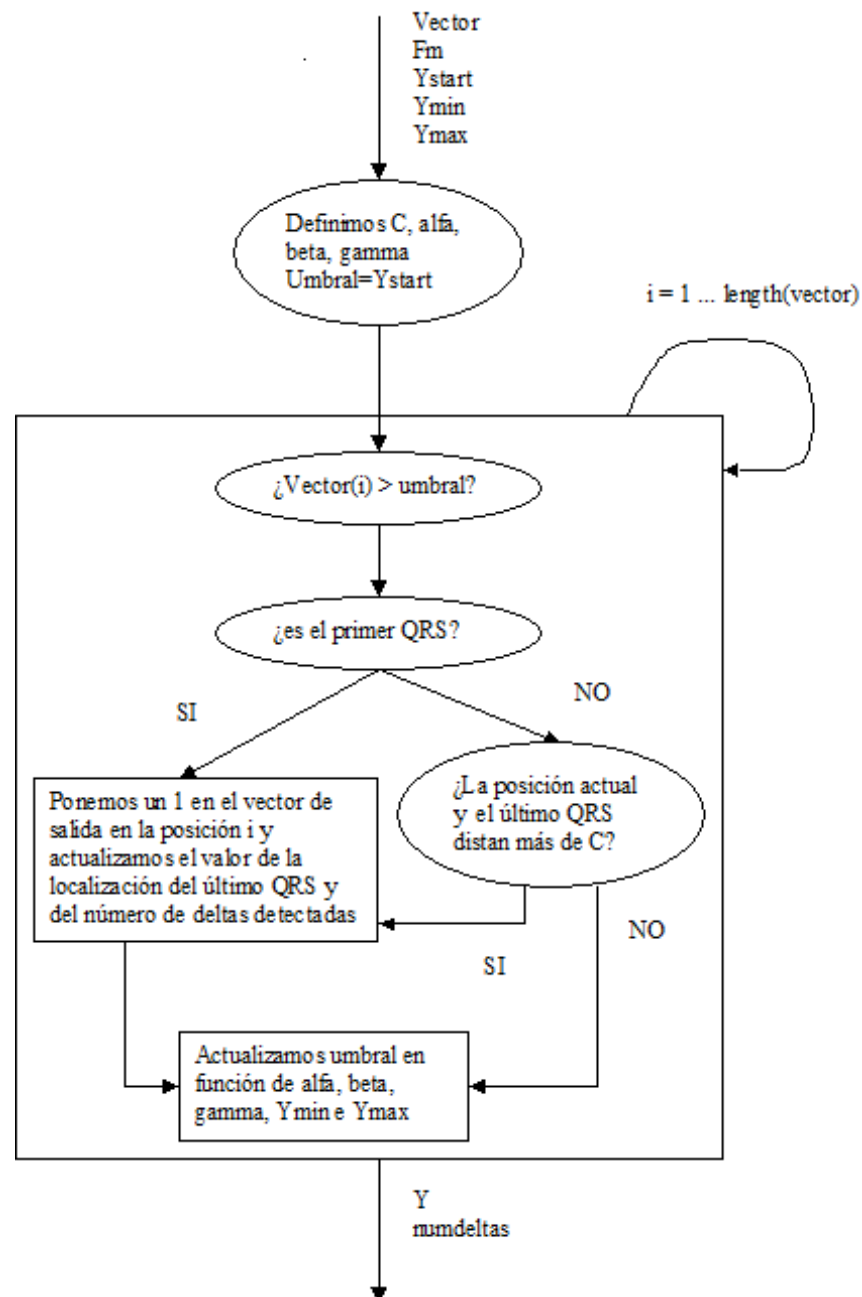 Vector
Fm
Ystart
Ymin
Ymax
Definimos C, alfa,
beta, gamma
Umbral=Ystart
i = 1 ... length(vector)
¿Vector(i) > umbral?
¿es el primer QRS?
SI
NO
Ponemos un 1 en el vector de
salida en la posición i y
actualizamos el valor de la
localización del último QRS y
del número de deltas detectadas
¿La posición actual
y el último QRS
distan más de C?
SI
NO
Actualizamos umbral en
función de alfa, beta,
gamma, Ymin e Ymax
Y
numdeltas